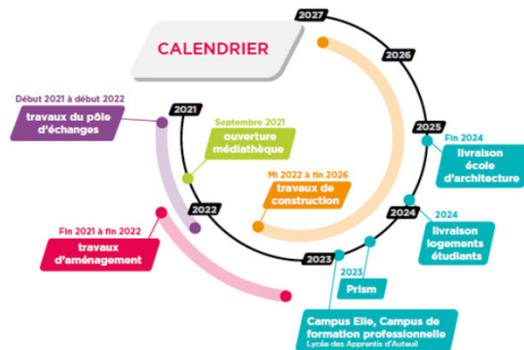 CALENDRIER
2027
2026
2025
2024
2023
2022
2021
Début 2021 à début 2022
travaux du pôle
d'échanges
Septembre 2021
ouverture
médiathèque
Fin 2021 à fin 2022
travaux
d'aménagement
Mi 2022 à fin 2026
travaux de
construction
Fin 2024
livraison
école
d'architecture
2024
livraison
logements
étudiants
2023
Prism
Campus Elie, Campus de
formation professionnelle
Lycée des Apprentis d'Auteuil